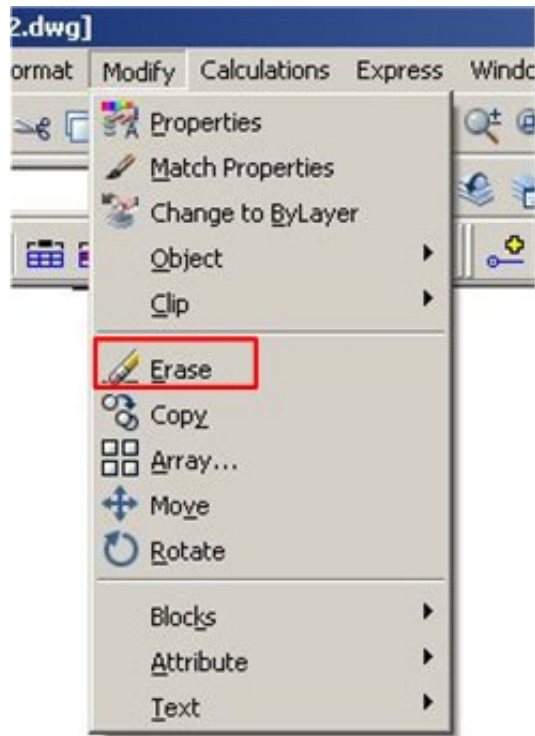 2.dwg]
ormat Modify Calculations Express Windo
Properties
Match Properties
Change to ByLayer
Object
Clip
Erase
Copy
Array...
Move
Rotate
Blocks
Attribute
Text